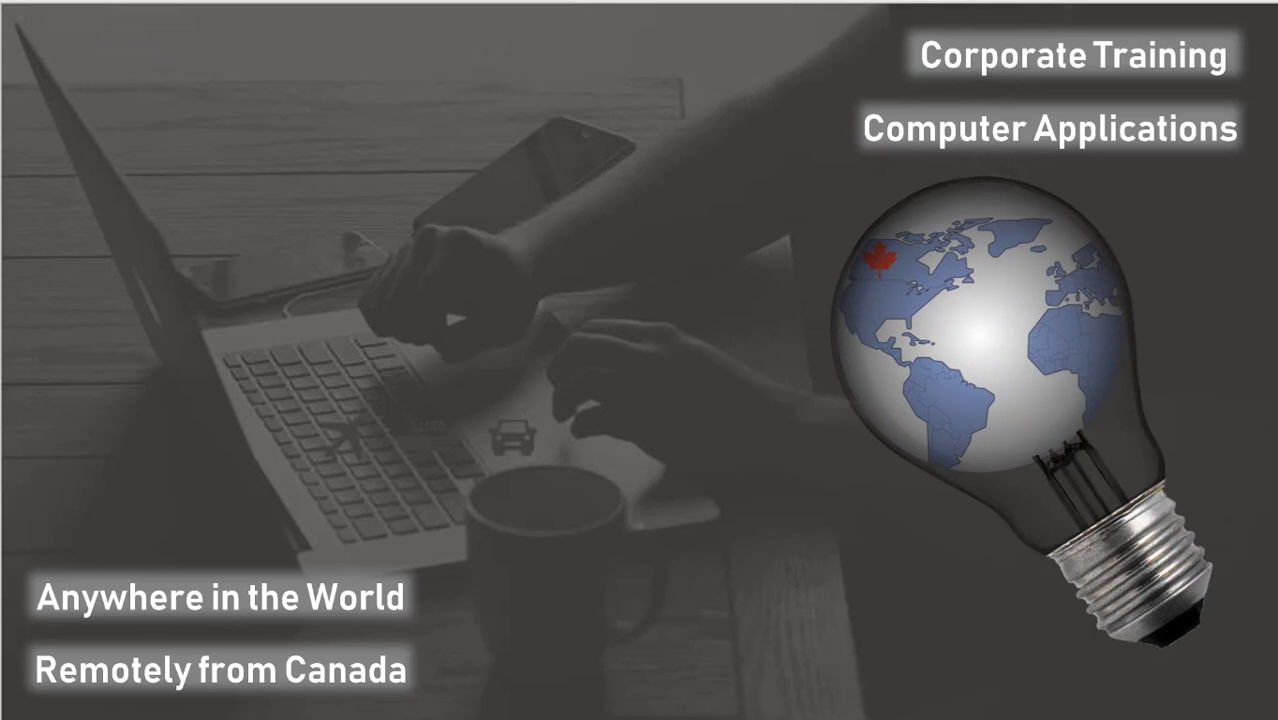 Corporate Training
Computer Applications
Anywhere in the World
Remotely from Canada